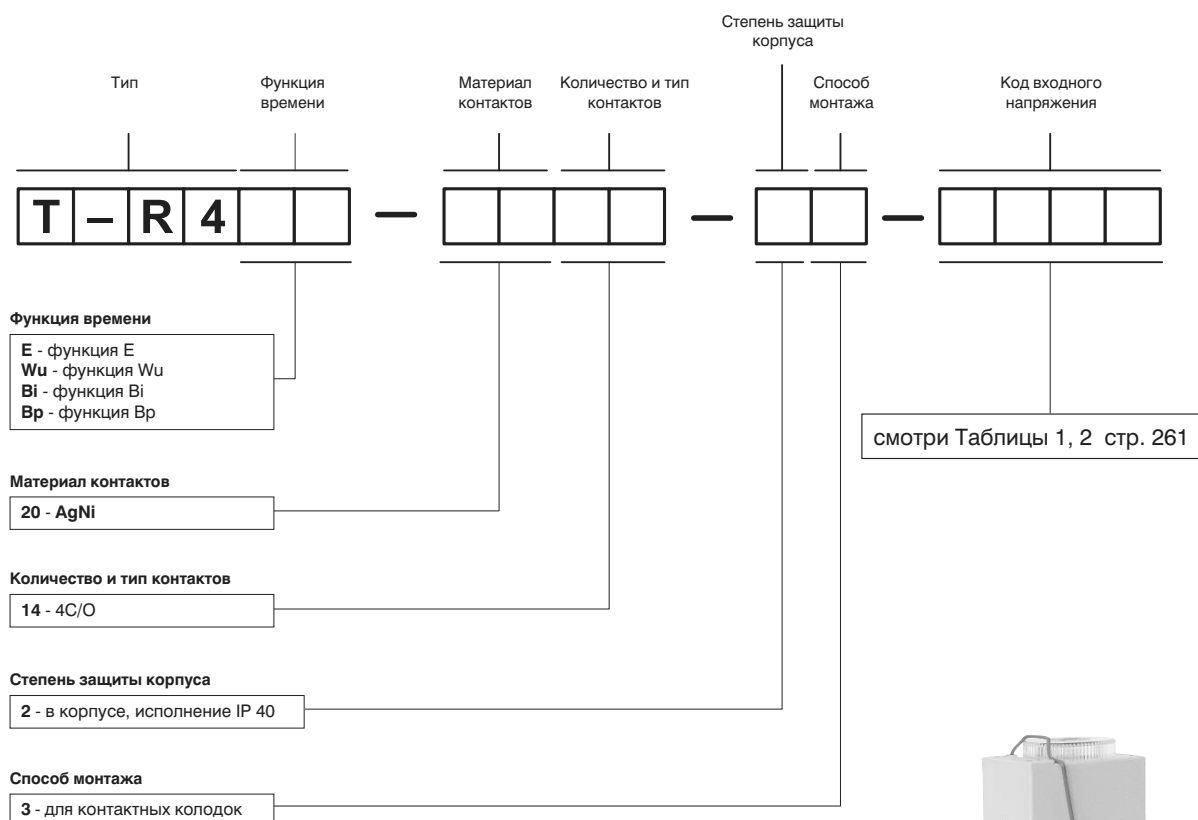 Степень защиты
корпуса
Тип
Функция
времени
Материал
контактов
Количество и тип
контактов
Способ
монтажа
Код входного
напряжения
T – R 4 — — —
Функция времени
E - функция E
Wu - функция Wu
Bi - функция Bi
Bp - функция Bp
смотри Таблицы 1, 2 стр. 261
Материал контактов
20 - AgNi
Количество и тип контактов
14 - 4C/O
Степень защиты корпуса
2 - в корпусе, исполнение IP 40
Способ монтажа
3 - для контактных колодок